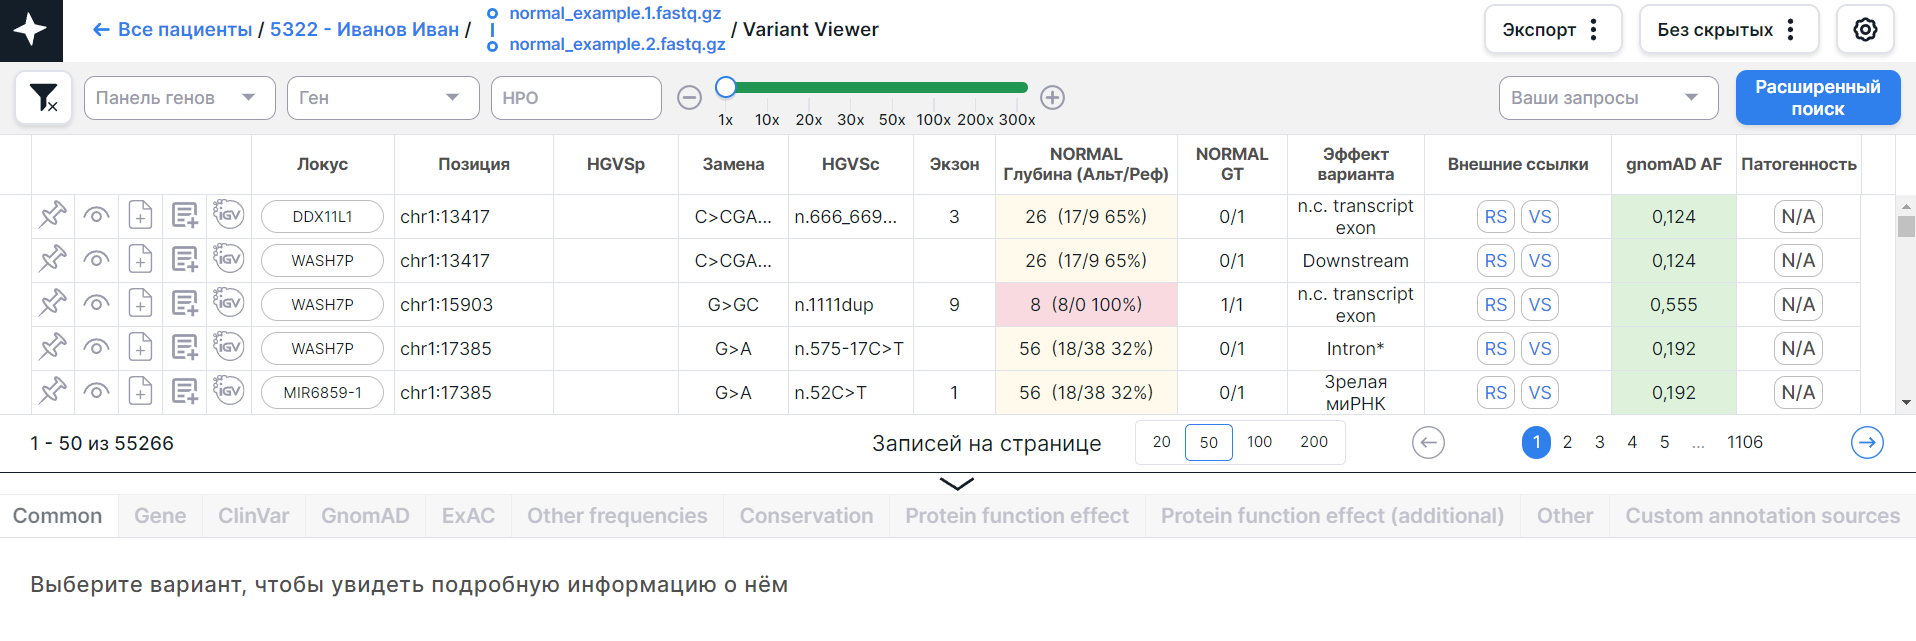 ← Все пациенты / 5322 - Иванов Иван / normal_example.1.fastq.gz normal_example.2.fastq.gz / Variant Viewer
Экспорт
Без скрытых
Панель генов
Ген
HPO
1x 10x 20x 30x 50x 100x 200x 300x
Ваши запросы
Расширенный
поиск
Локус Позиция HGVSp Замена HGVSc Экзон NORMAL Глубина (Альт/Реф) NORMAL GT Эффект варианта Внешние ссылки gnomAD AF Патогенность
IGV DDX11L1 chr1:13417 C>CGA... n.666_669... 3 26 (17/9 65%) 0/1 n.c. transcript exon RS VS 0,124 N/A
IGV WASH7P chr1:13417 C>CGA... 26 (17/9 65%) 0/1 Downstream RS VS 0,124 N/A
IGV WASH7P chr1:15903 G>GC n.1111dup 9 8 (8/0 100%) 1/1 n.c. transcript exon RS VS 0,555 N/A
IGV WASH7P chr1:17385 G>A n.575-17C>T 56 (18/38 32%) 0/1 Intron* RS VS 0,192 N/A
IGV MIR6859-1 chr1:17385 G>A n.52C>T 1 56 (18/38 32%) 0/1 Зрелая миРНК RS VS 0,192 N/A
1 - 50 из 55266
Записей на странице
20 50 100 200
1 2 3 4 5 ... 1106
Common Gene ClinVar GnomAD ExAC Other frequencies Conservation Protein function effect Protein function effect (additional) Other Custom annotation sources
Выберите вариант, чтобы увидеть подробную информацию о нём